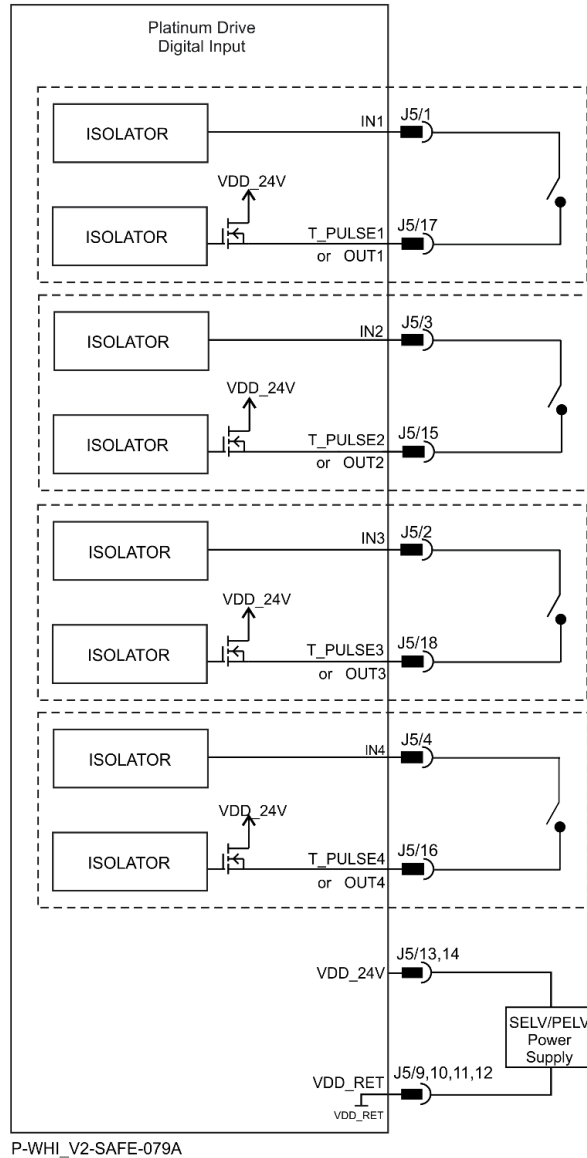 Platinum Drive
Digital Input
ISOLATOR
IN1
J5/1
VDD_24V
ISOLATOR
T_PULSE1
or OUT1
J5/17
ISOLATOR
IN2
J5/3
VDD_24V
ISOLATOR
T_PULSE2
or OUT2
J5/15
ISOLATOR
IN3
J5/2
VDD_24V
ISOLATOR
T_PULSE3
or OUT3
J5/18
ISOLATOR
IN4
J5/4
VDD_24V
ISOLATOR
T_PULSE4
or OUT4
J5/16
VDD_24V
J5/13,14
SELV/PELV
Power
Supply
VDD_RET
J5/9,10,11,12
VDD_RET
P-WHI_V2-SAFE-079A